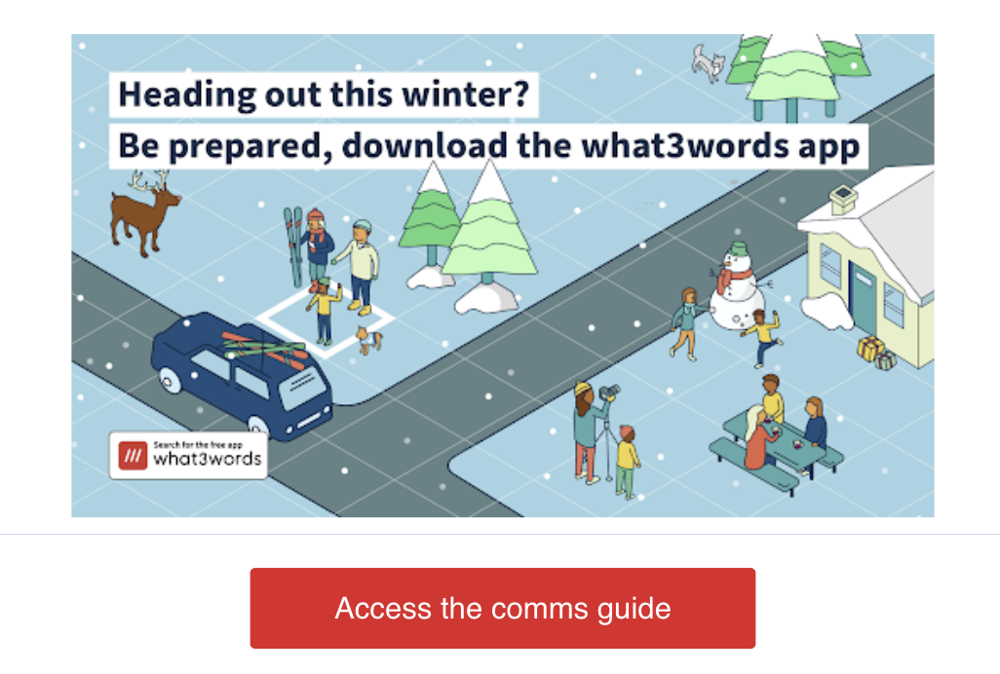 Heading out this winter?
Be prepared, download the what3words app
Search for the free app
what3words
Access the comms guide